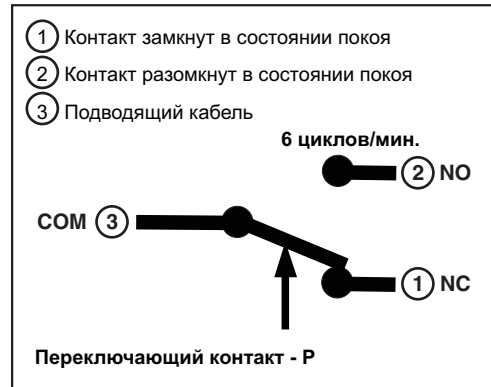 1 Контакт замкнут в состоянии покоя
2 Контакт разомкнут в состоянии покоя
3 Подводящий кабель
6 циклов/мин.
2 NO
COM 3
1 NC
Переключающий контакт - P